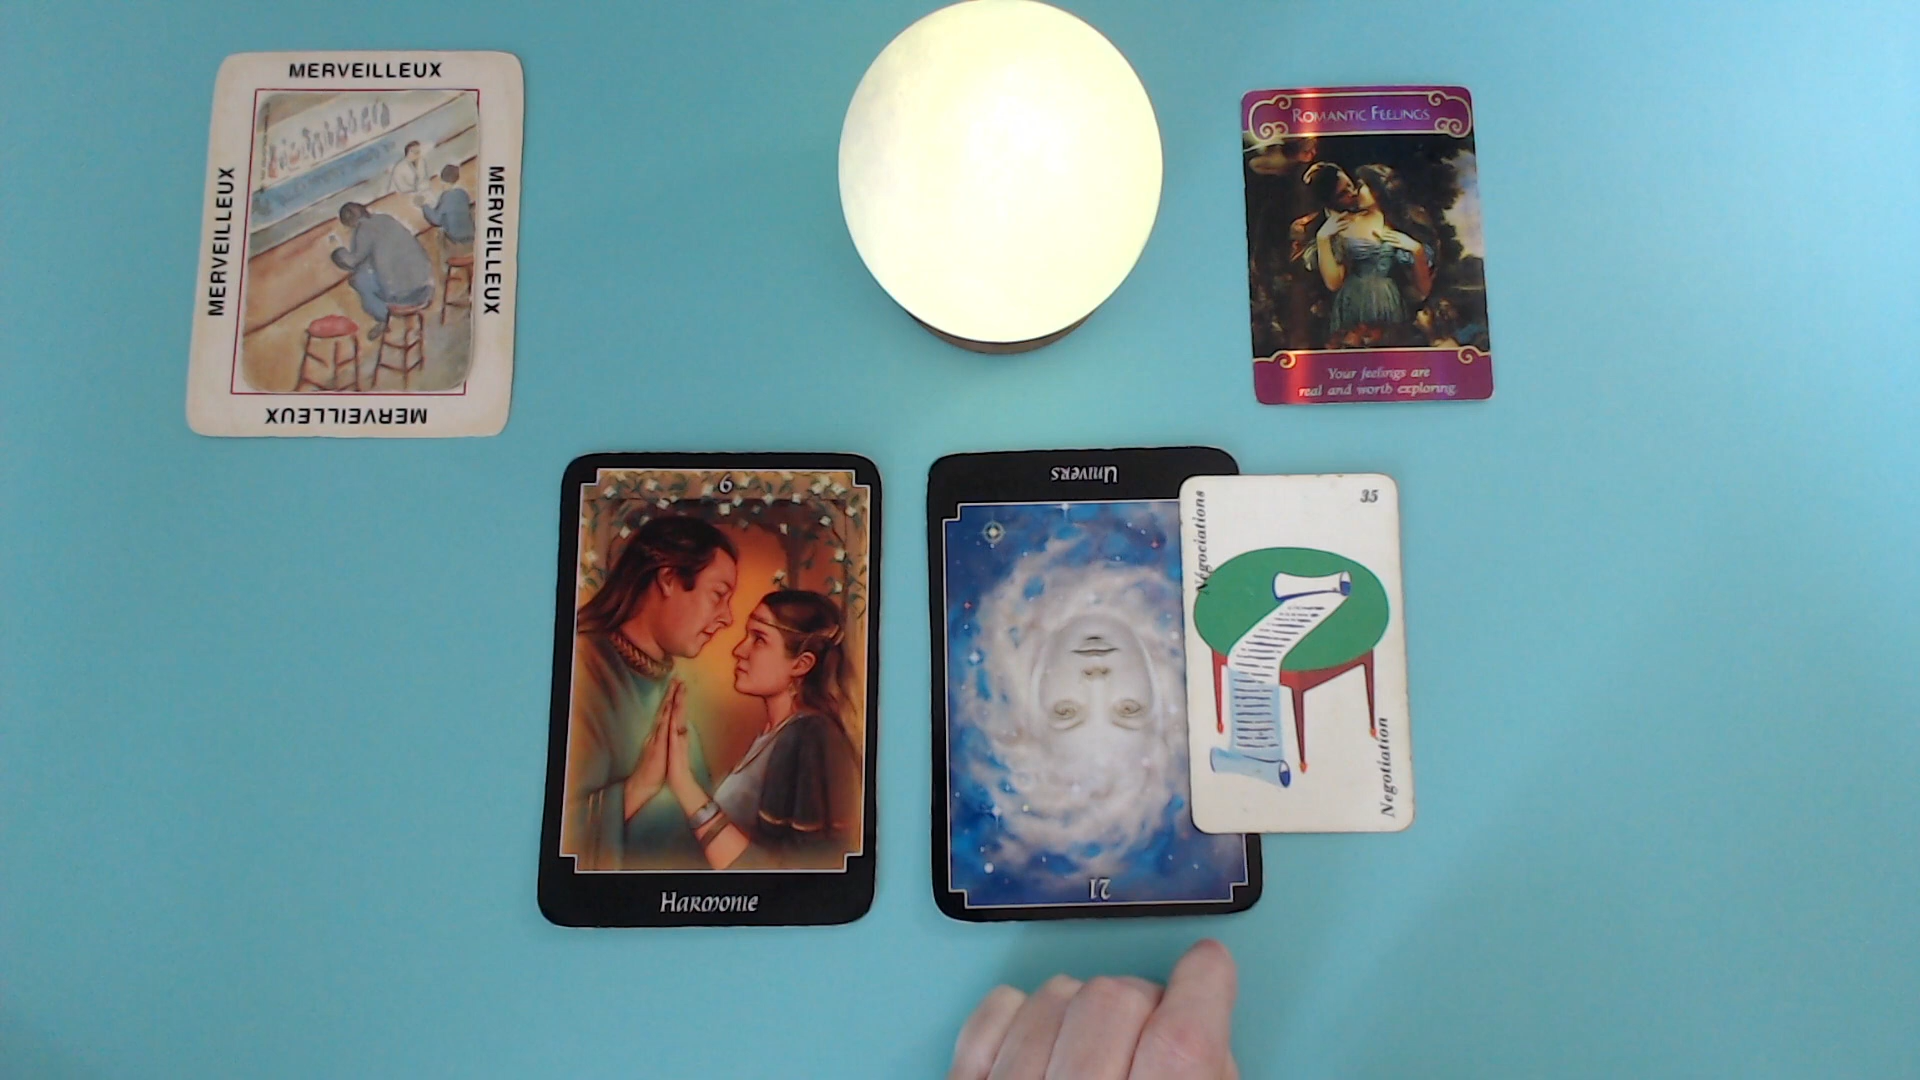 MERVEILLEUX
MERVEILLEUX
MERVEILLEUX
MERVEILLEUX
ROMANTIC FEELINGS
Your feelings are
real and worth exploring.
6
HARMONIE
UNIVERS
21
Négociations
35
Negotiation